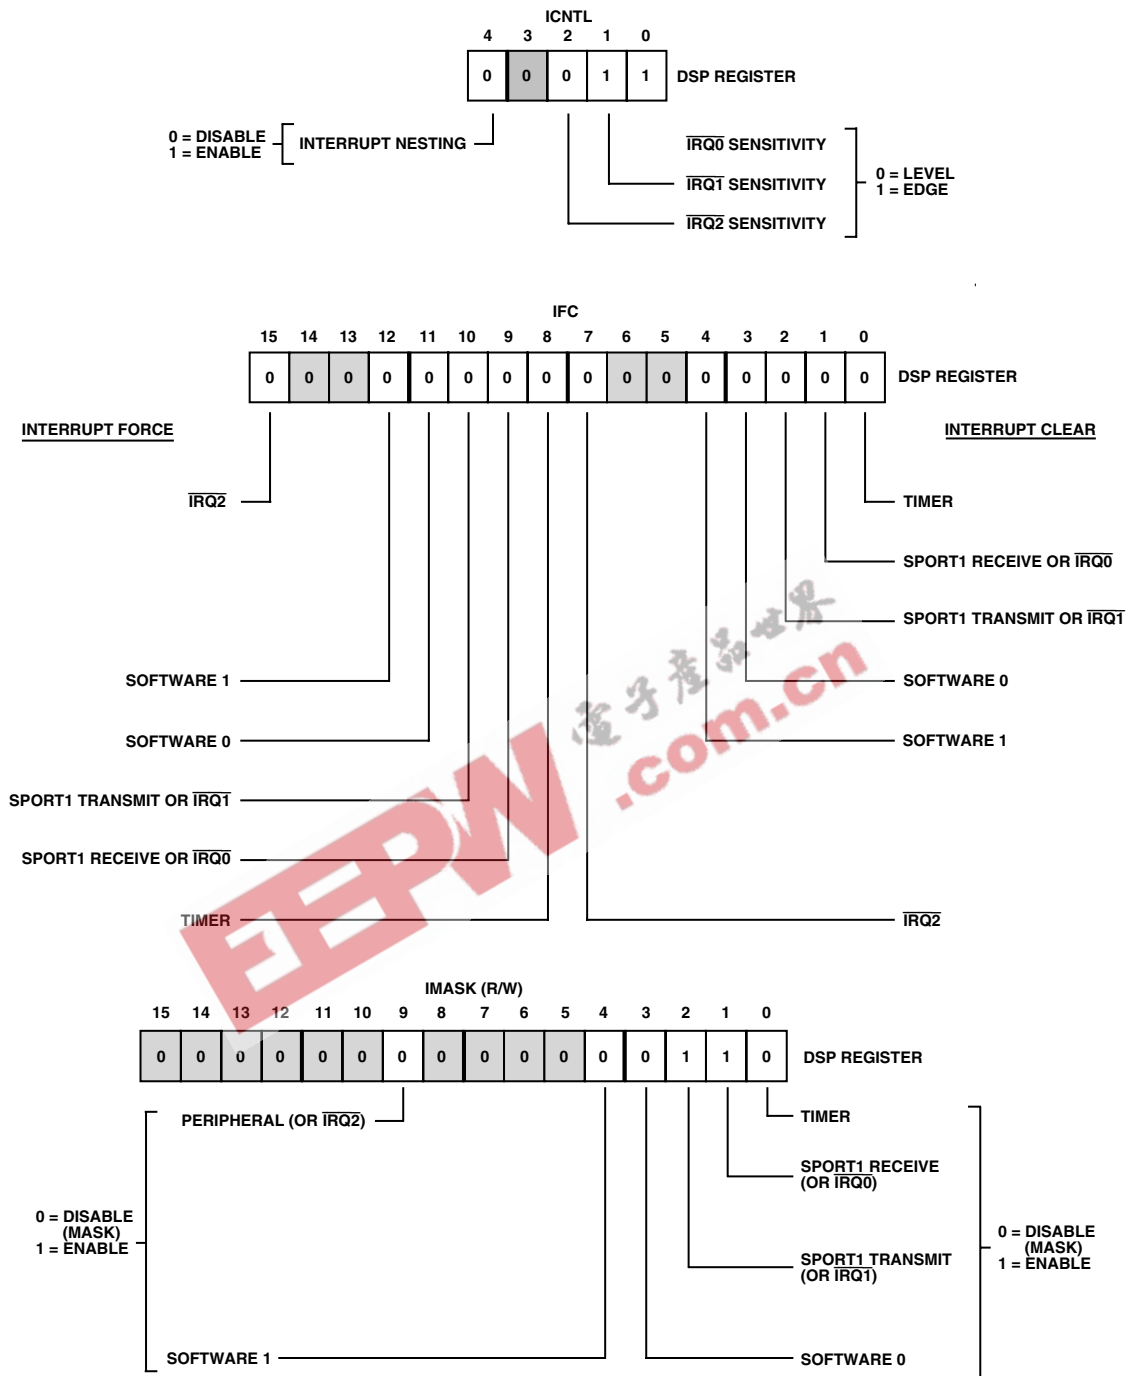 ICNTL
4 3 2 1 0
0 0 0 1 1 DSP REGISTER
0 = DISABLE
1 = ENABLE
INTERRUPT NESTING
IRQ0 SENSITIVITY
IRQ1 SENSITIVITY
IRQ2 SENSITIVITY
0 = LEVEL
1 = EDGE
IFC
15 14 13 12 11 10 9 8 7 6 5 4 3 2 1 0
0 0 0 0 0 0 0 0 0 0 0 0 0 0 0 0 DSP REGISTER
INTERRUPT FORCE
INTERRUPT CLEAR
IRQ2
TIMER
SPORT1 RECEIVE OR IRQ0
SPORT1 TRANSMIT OR IRQ1
SOFTWARE 1
SOFTWARE 0
SOFTWARE 0
SOFTWARE 1
SPORT1 TRANSMIT OR IRQ1
SPORT1 RECEIVE OR IRQ0
TIMER
IRQ2
EEPW
.com.cn
電子產品世界
IMASK (R/W)
15 14 13 12 11 10 9 8 7 6 5 4 3 2 1 0
0 0 0 0 0 0 0 0 0 0 0 0 0 1 1 0 DSP REGISTER
PERIPHERAL (OR IRQ2)
TIMER
SPORT1 RECEIVE
(OR IRQ0)
0 = DISABLE
(MASK)
1 = ENABLE
SPORT1 TRANSMIT
(OR IRQ1)
0 = DISABLE
(MASK)
1 = ENABLE
SOFTWARE 1
SOFTWARE 0